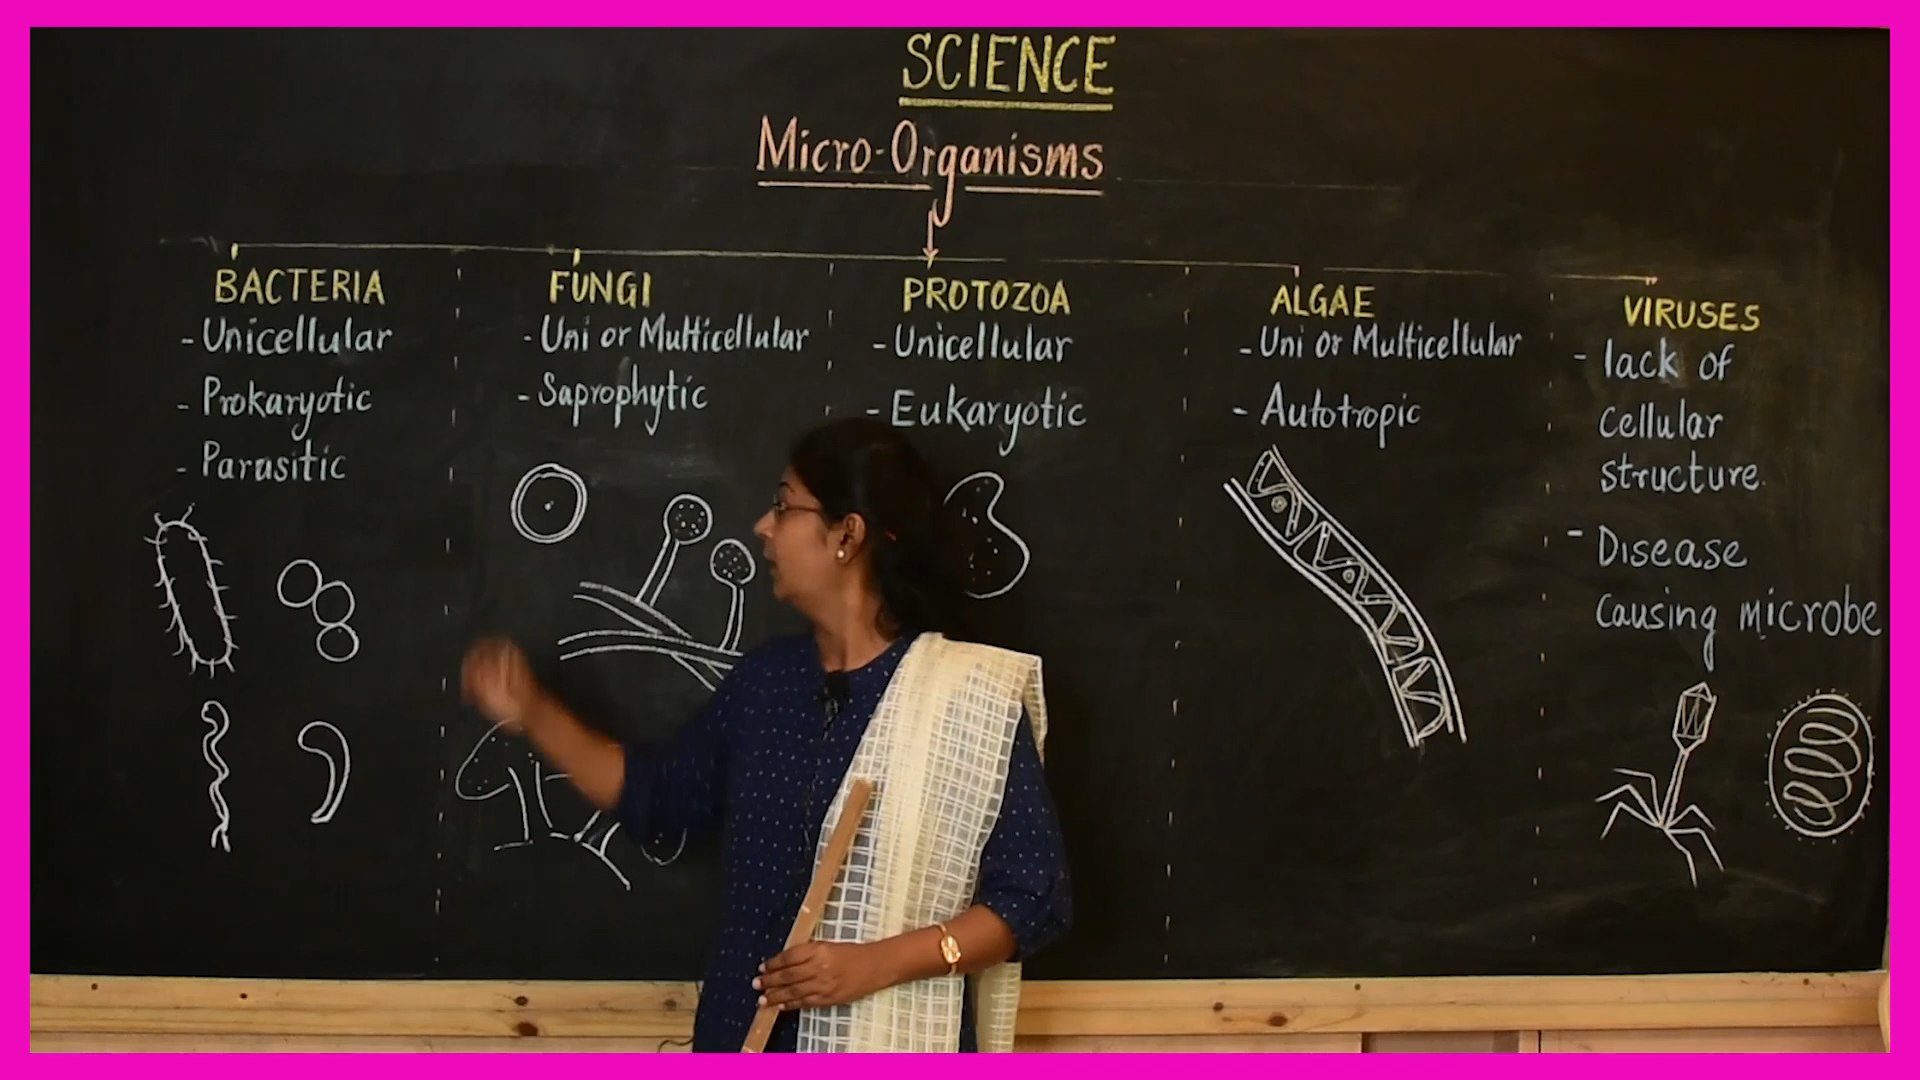 SCIENCE
Micro-Organisms
BACTERIA
- Unicellular
- Prokaryotic
- Parasitic
FUNGI
- Uni or Multicellular
- Saprophytic
PROTOZOA
- Unicellular
- Eukaryotic
ALGAE
- Uni or Multicellular
- Autotropic
VIRUSES
- lack of
cellular
structure.
- Disease
causing microbe